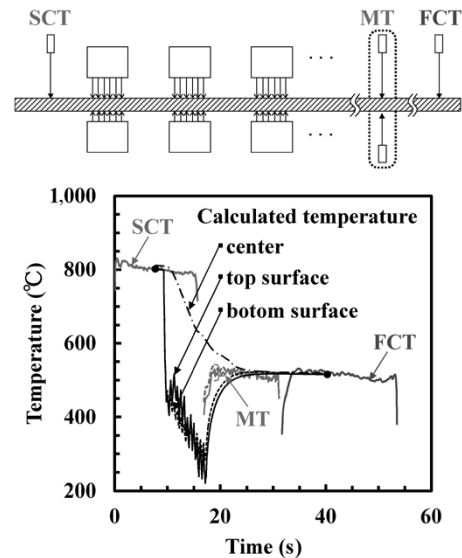 SCT
MT
FCT
. . .
. . .
1,000
800
600
400
200
Temperature (℃)
SCT
Calculated temperature
center
top surface
botom surface
FCT
MT
0
20
40
60
Time (s)